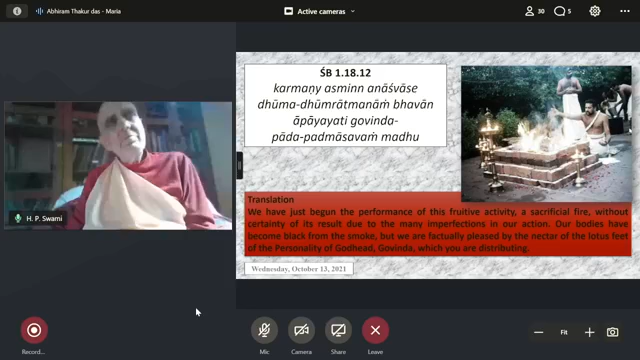 Abhiram Thakur das - Maria
Active cameras
30
5
ŚB 1.18.12
karmaṇy asminn anāśvāse
dhūma-dhūmrātmanāṁ bhavān
āpāyayati govinda-
pāda-padmāsavaṁ madhu
Translation
We have just begun the performance of this fruitive activity, a sacrificial fire, without
certainty of its result due to the many imperfections in our action. Our bodies have
become black from the smoke, but we are factually pleased by the nectar of the lotus feet
of the Personality of Godhead, Govinda, which you are distributing.
Wednesday, October 13, 2021
H. P. Swami
Record...
Mic
Camera
Share
Leave
Fit